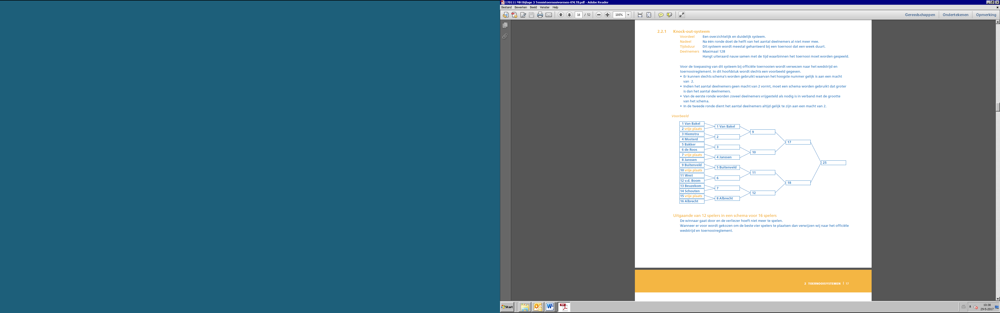 170111 MH Bijlage 3 Tennistoernooivormen-KNLTB.pdf - Adobe Reader
Bestand Bewerken Beeld Venster Help
16 / 52 100% Gereedschappen Ondertekenen Opmerking
2.2.1 Knock-out-systeem
Voordeel Een overzichtelijk en duidelijk systeem.
Nadeel Na één ronde doet de helft van het aantal deelnemers al niet meer mee.
Tijdsduur Dit systeem wordt meestal gehanteerd bij een toernooi dat een week duurt.
Deelnemers Maximaal 128
Hangt uiteraard nauw samen met de tijd waarbinnen het toernooi moet worden gespeeld.
Voor de toepassing van dit systeem bij officiële toernooien wordt verwezen naar het wedstrijd en
toernooireglement. In dit hoofdstuk wordt slechts een voorbeeld gegeven.
• Er kunnen slechts schema's worden gebruikt waarvan het hoogste nummer gelijk is aan een macht
van 2.
• Indien het aantal deelnemers geen macht van 2 vormt, moet een schema worden gebruikt dat groter
is dan het aantal deelnemers.
• Van de eerste ronde worden zoveel deelnemers vrijgesteld als nodig is in verband met de grootte
van het schema.
• In de tweede ronde dient het aantal deelnemers altijd gelijk te zijn aan een macht van 2.
Voorbeeld
1 Van Bakel
2 vrije plaats
3 Hiemstra
4 Mosterd
5 Bakker
6 de Roos
7 vrije plaats
8 Janssen
9 Buitenveld
10 vrije plaats
11 West
12 v.d. Boom
13 Beuzekom
14 Schouten
15 vrije plaats
16 Albrecht
1 Van Bakel
2
3
4 Janssen
5 Buitenveld
6
7
8 Albrecht
9
10
11
12
17
18
25
Uitgaande van 12 spelers in een schema voor 16 spelers
De winnaar gaat door en de verliezer hoeft niet meer te spelen.
Wanneer er voor wordt gekozen om de beste vier spelers te plaatsen dan verwijzen wij naar het officiële
wedstrijd en toernooireglement.
2 TOERNOOISYSTEMEN | 17
Start
10:38
29-5-2017